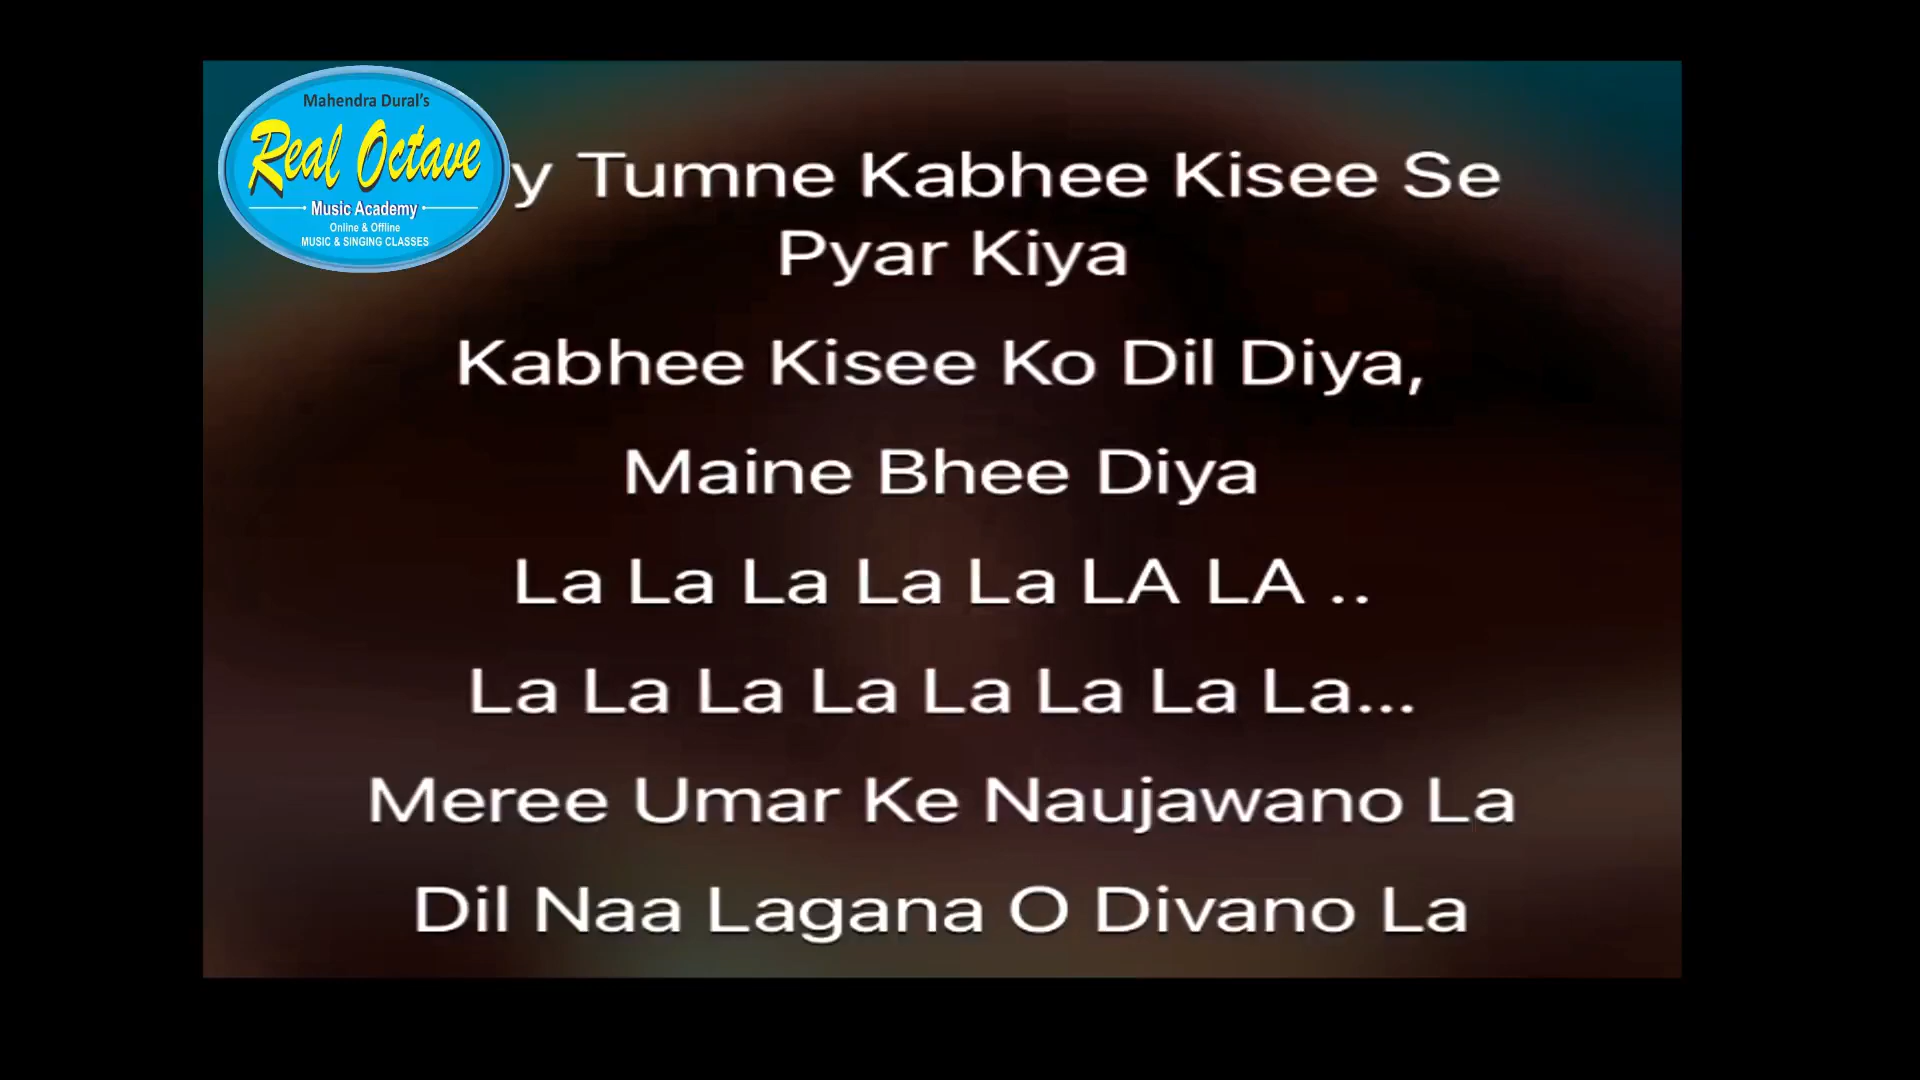 Mahendra Dural's
Real Octave
Music Academy
Online & Offline
MUSIC & SINGING CLASSES
y Tumne Kabhee Kisee Se
Pyar Kiya
Kabhee Kisee Ko Dil Diya,
Maine Bhee Diya
La La La La La LA LA ..
La La La La La La La La...
Meree Umar Ke Naujawano La
Dil Naa Lagana O Divano La